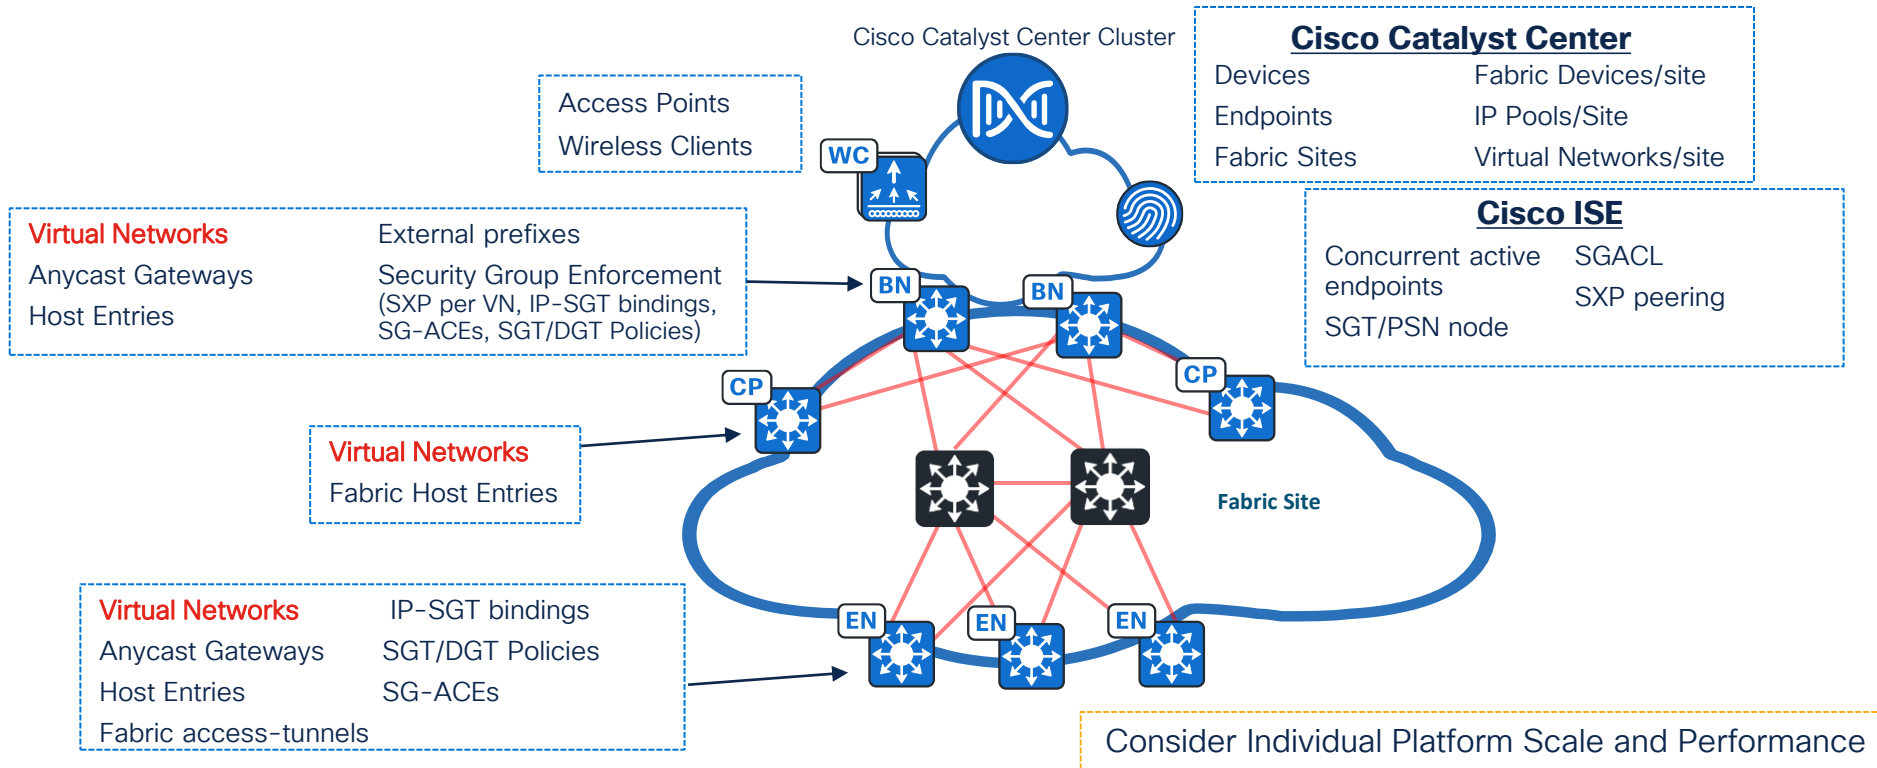 Cisco Catalyst Center Cluster
Cisco Catalyst Center
Devices
Fabric Devices/site
Endpoints
IP Pools/Site
Fabric Sites
Virtual Networks/site
Access Points
Wireless Clients
WC
Cisco ISE
Concurrent active
endpoints
SGT/PSN node
SGACL
SXP peering
Virtual Networks
Anycast Gateways
Host Entries
External prefixes
Security Group Enforcement
(SXP per VN, IP-SGT bindings,
SG-ACEs, SGT/DGT Policies)
BN
BN
CP
CP
Virtual Networks
Fabric Host Entries
Fabric Site
Virtual Networks
Anycast Gateways
Host Entries
Fabric access-tunnels
IP-SGT bindings
SGT/DGT Policies
SG-ACEs
EN
EN
EN
Consider Individual Platform Scale and Performance